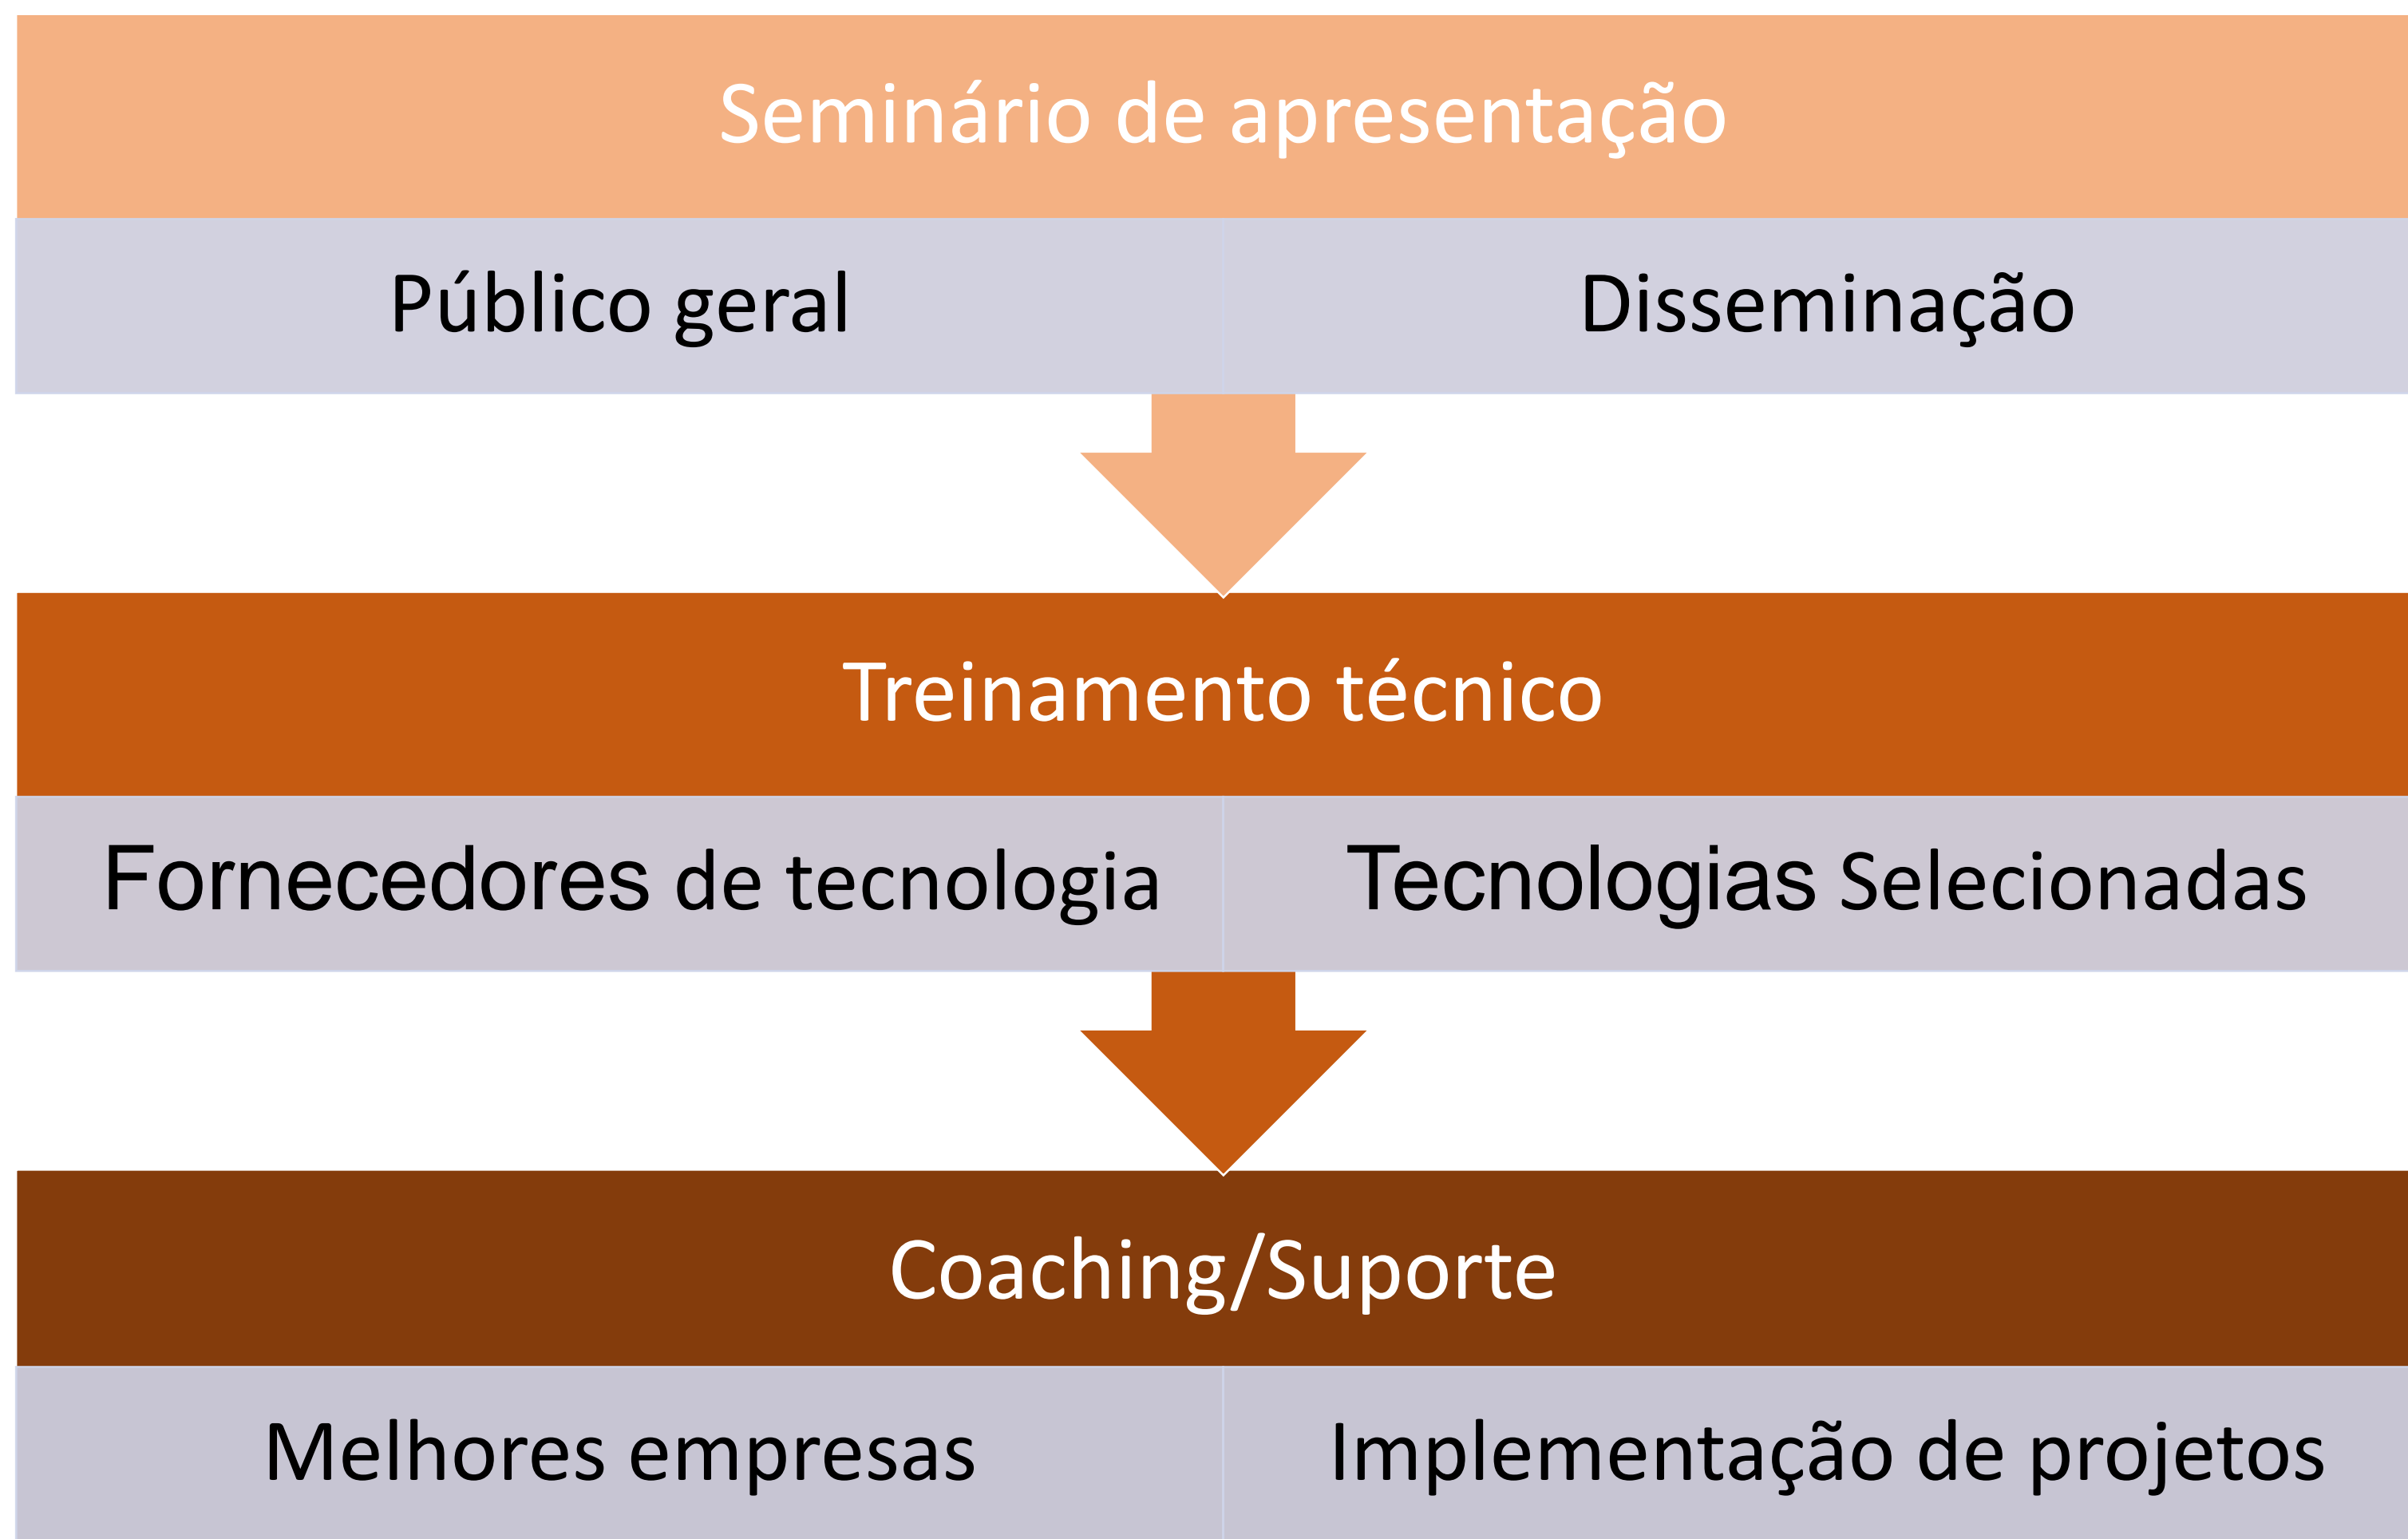 Seminário de apresentação
Público geral
Disseminação
Treinamento técnico
Fornecedores de tecnologia
Tecnologias Selecionadas
Coaching/Suporte
Melhores empresas
Implementação de projetos